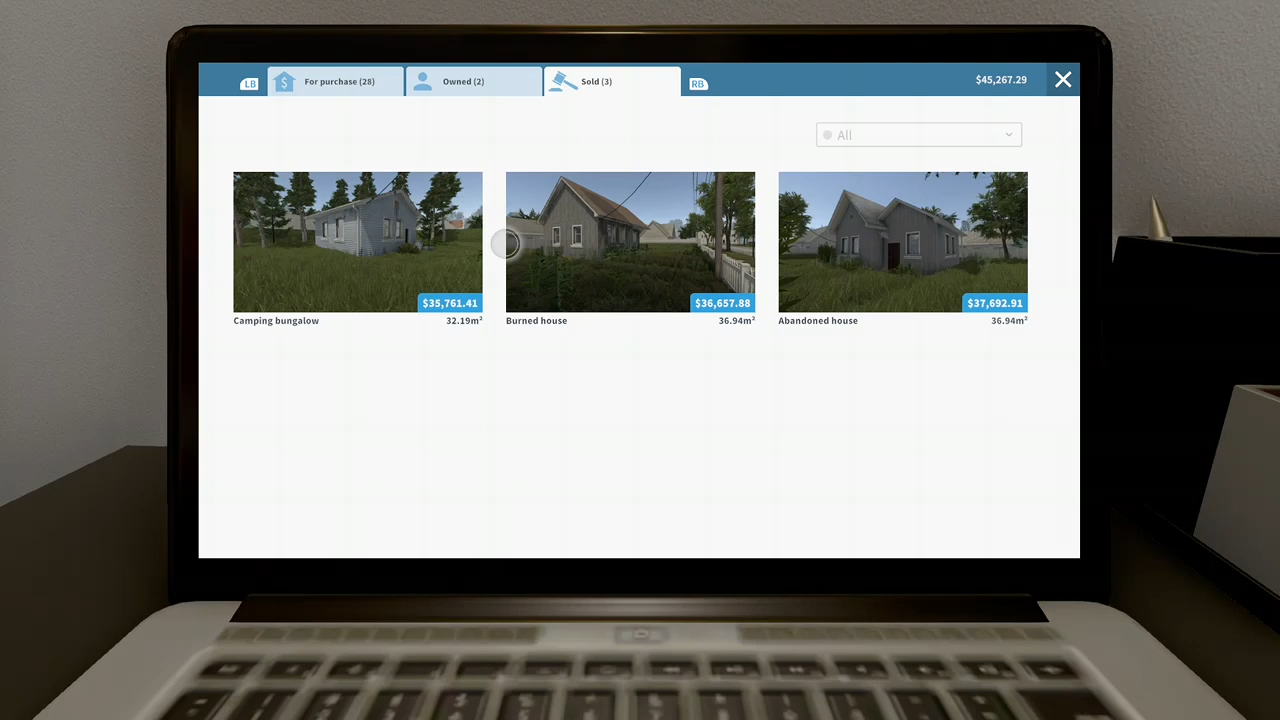 LB
For purchase (28)
Owned (2)
Sold (3)
RB
$45,267.29
All
$35,761.41
$36,657.88
$37,692.91
Camping bungalow
32.19m²
Burned house
36.94m²
Abandoned house
36.94m²